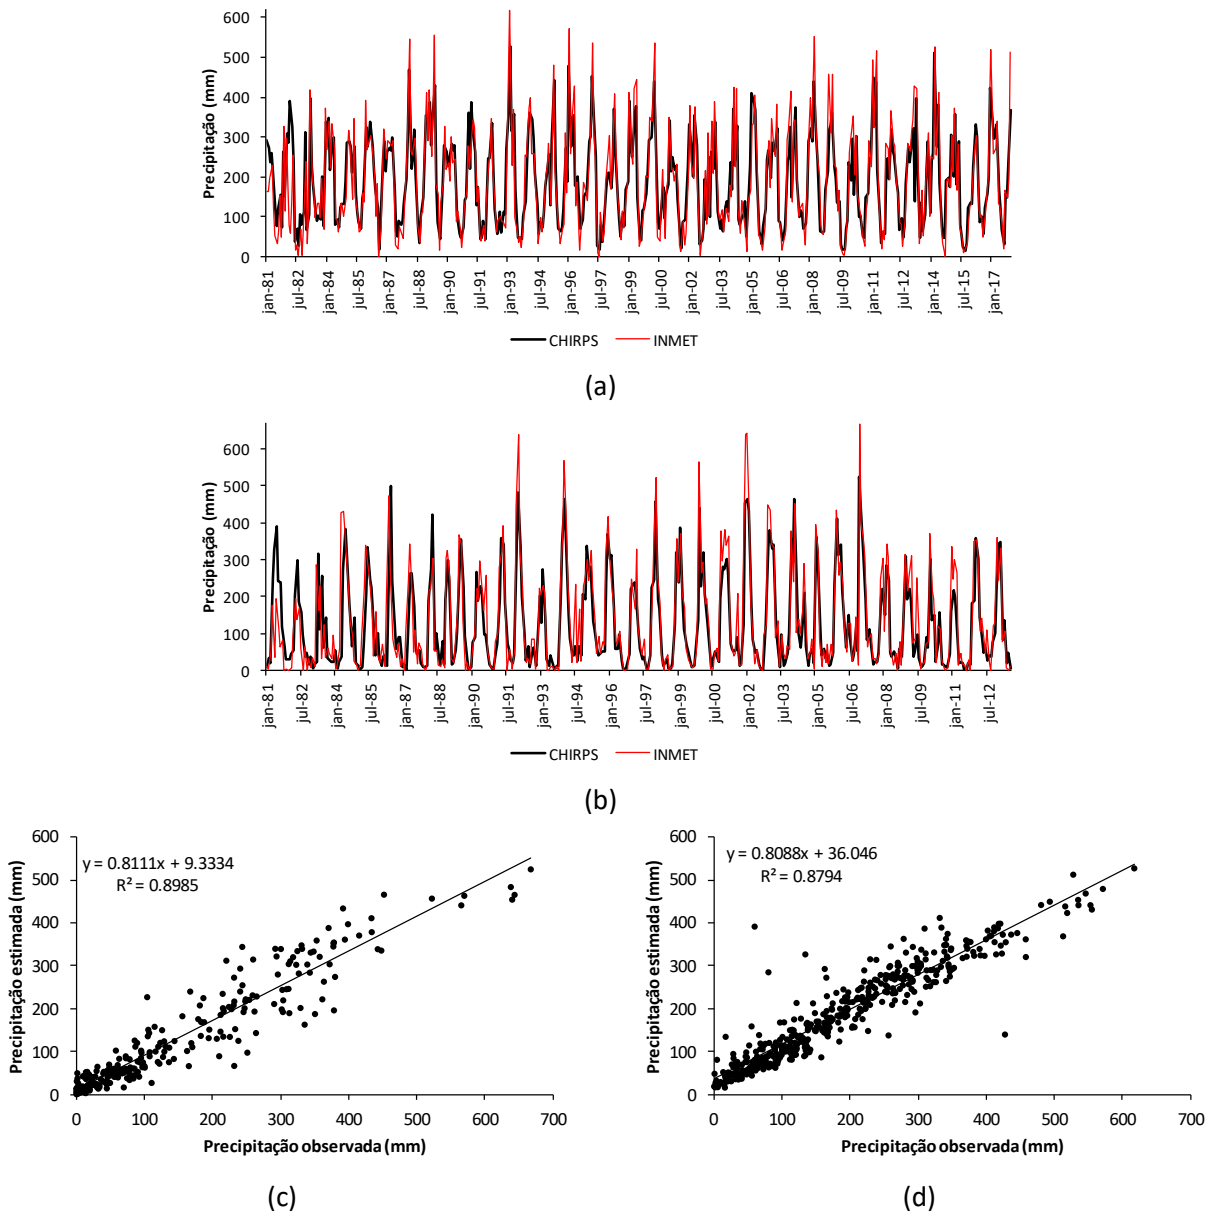 Precipitação (mm)
600
500
400
300
200
100
0
jan-81
jul-82
jan-84
jul-85
jan-87
jul-88
jan-90
jul-91
jan-93
jul-94
jan-96
jul-97
jan-99
jul-00
jan-02
jul-03
jan-05
jul-06
jan-08
jul-09
jan-11
jul-12
jan-14
jul-15
jan-17
CHIRPS INMET
(a)
Precipitação (mm)
600
500
400
300
200
100
0
jan-81
jul-82
jan-84
jul-85
jan-87
jul-88
jan-90
jul-91
jan-93
jul-94
jan-96
jul-97
jan-99
jul-00
jan-02
jul-03
jan-05
jul-06
jan-08
jul-09
jan-11
jul-12
CHIRPS INMET
(b)
Precipitação estimada (mm)
600
500
400
300
200
100
0
y = 0.8111x + 9.3334
R² = 0.8985
0 100 200 300 400 500 600 700
Precipitação observada (mm)
(c)
Precipitação estimada (mm)
600
500
400
300
200
100
0
y = 0.8088x + 36.046
R² = 0.8794
0 100 200 300 400 500 600 700
Precipitação observada (mm)
(d)